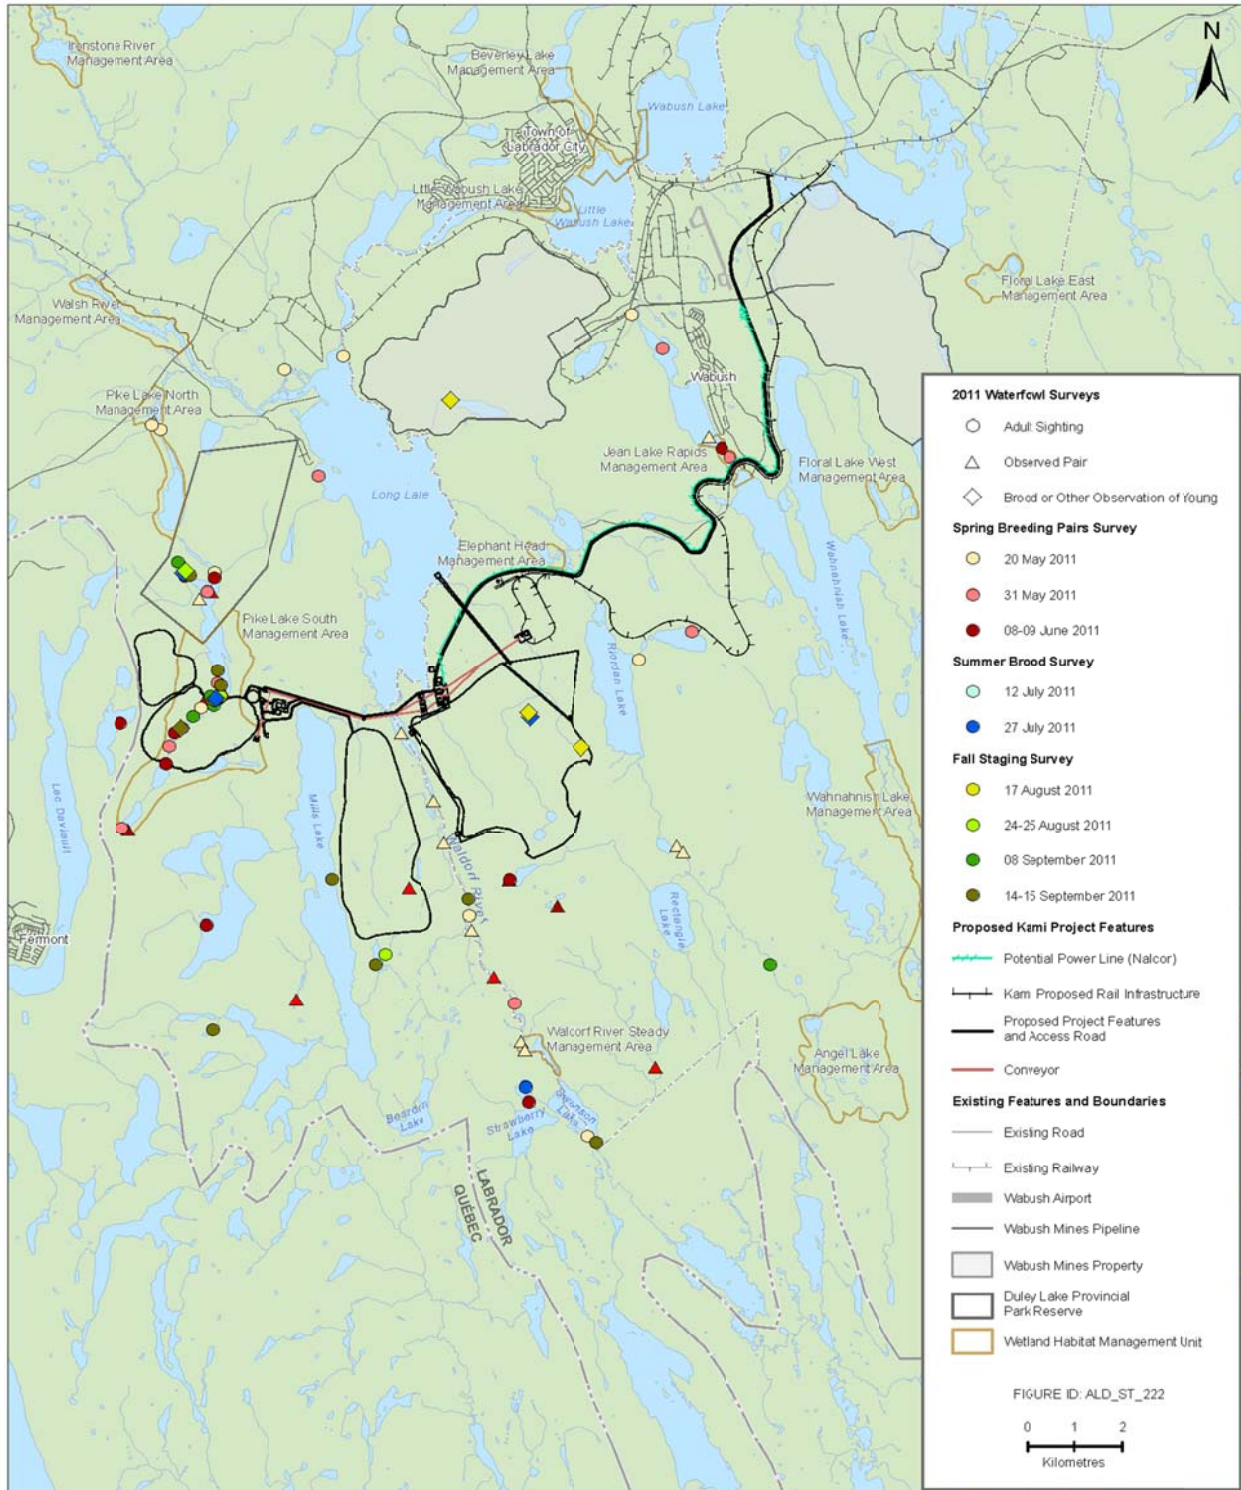 N
Ironstone River
Management Area
Beverley Lake
Management Area
Wabush Lake
Town of
Labrador City
Little Wabush Lake
Management Area
Little
Wabush Lake
Walsh River
Management Area
Floral Lake East
Management Area
Pike Lake North
Management Area
Wabush
Jean Lake Rapids
Management Area
Floral Lake West
Management Area
Long Lake
Elephant Head
Management Area
Wahnahnish Lake
Pike Lake South
Management Area
Riordan Lake
Lac Daviault
Mills Lake
Wahnahnish Lake
Management Area
Waldorf River
Rectangle
Lake
Fermont
Walcorf River Steady
Management Area
Angel Lake
Management Area
Swanson
Lake
Strawberry
Lake
LABRADOR
QUÉBEC
2011 Waterfowl Surveys
Adult Sighting
Observed Pair
Brood or Other Observation of Young
Spring Breeding Pairs Survey
20 May 2011
31 May 2011
08-09 June 2011
Summer Brood Survey
12 July 2011
27 July 2011
Fall Staging Survey
17 August 2011
24-25 August 2011
08 September 2011
14-15 September 2011
Proposed Kami Project Features
Potential Power Line (Nalcor)
Kami Proposed Rail Infrastructure
Proposed Project Features
and Access Road
Conveyor
Existing Features and Boundaries
Existing Road
Existing Railway
Wabush Airport
Wabush Mines Pipeline
Wabush Mines Property
Duley Lake Provincial
Park Reserve
Wetland Habitat Management Unit
FIGURE ID: ALD_ST_222
0 1 2
Kilometres